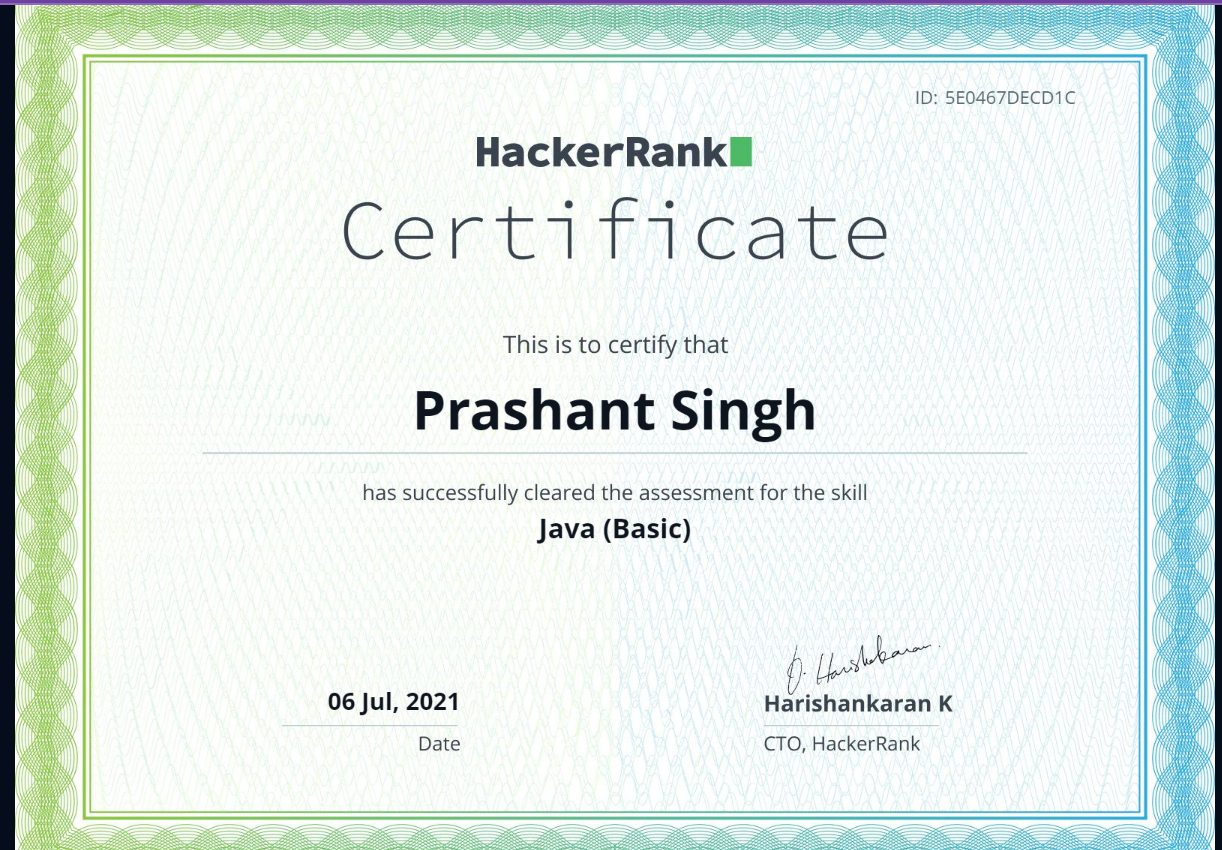 ID: 5E0467DECD1C
HackerRank
Certificate
This is to certify that
Prashant Singh
has successfully cleared the assessment for the skill
Java (Basic)
06 Jul, 2021
Date
Harishankaran K
CTO, HackerRank